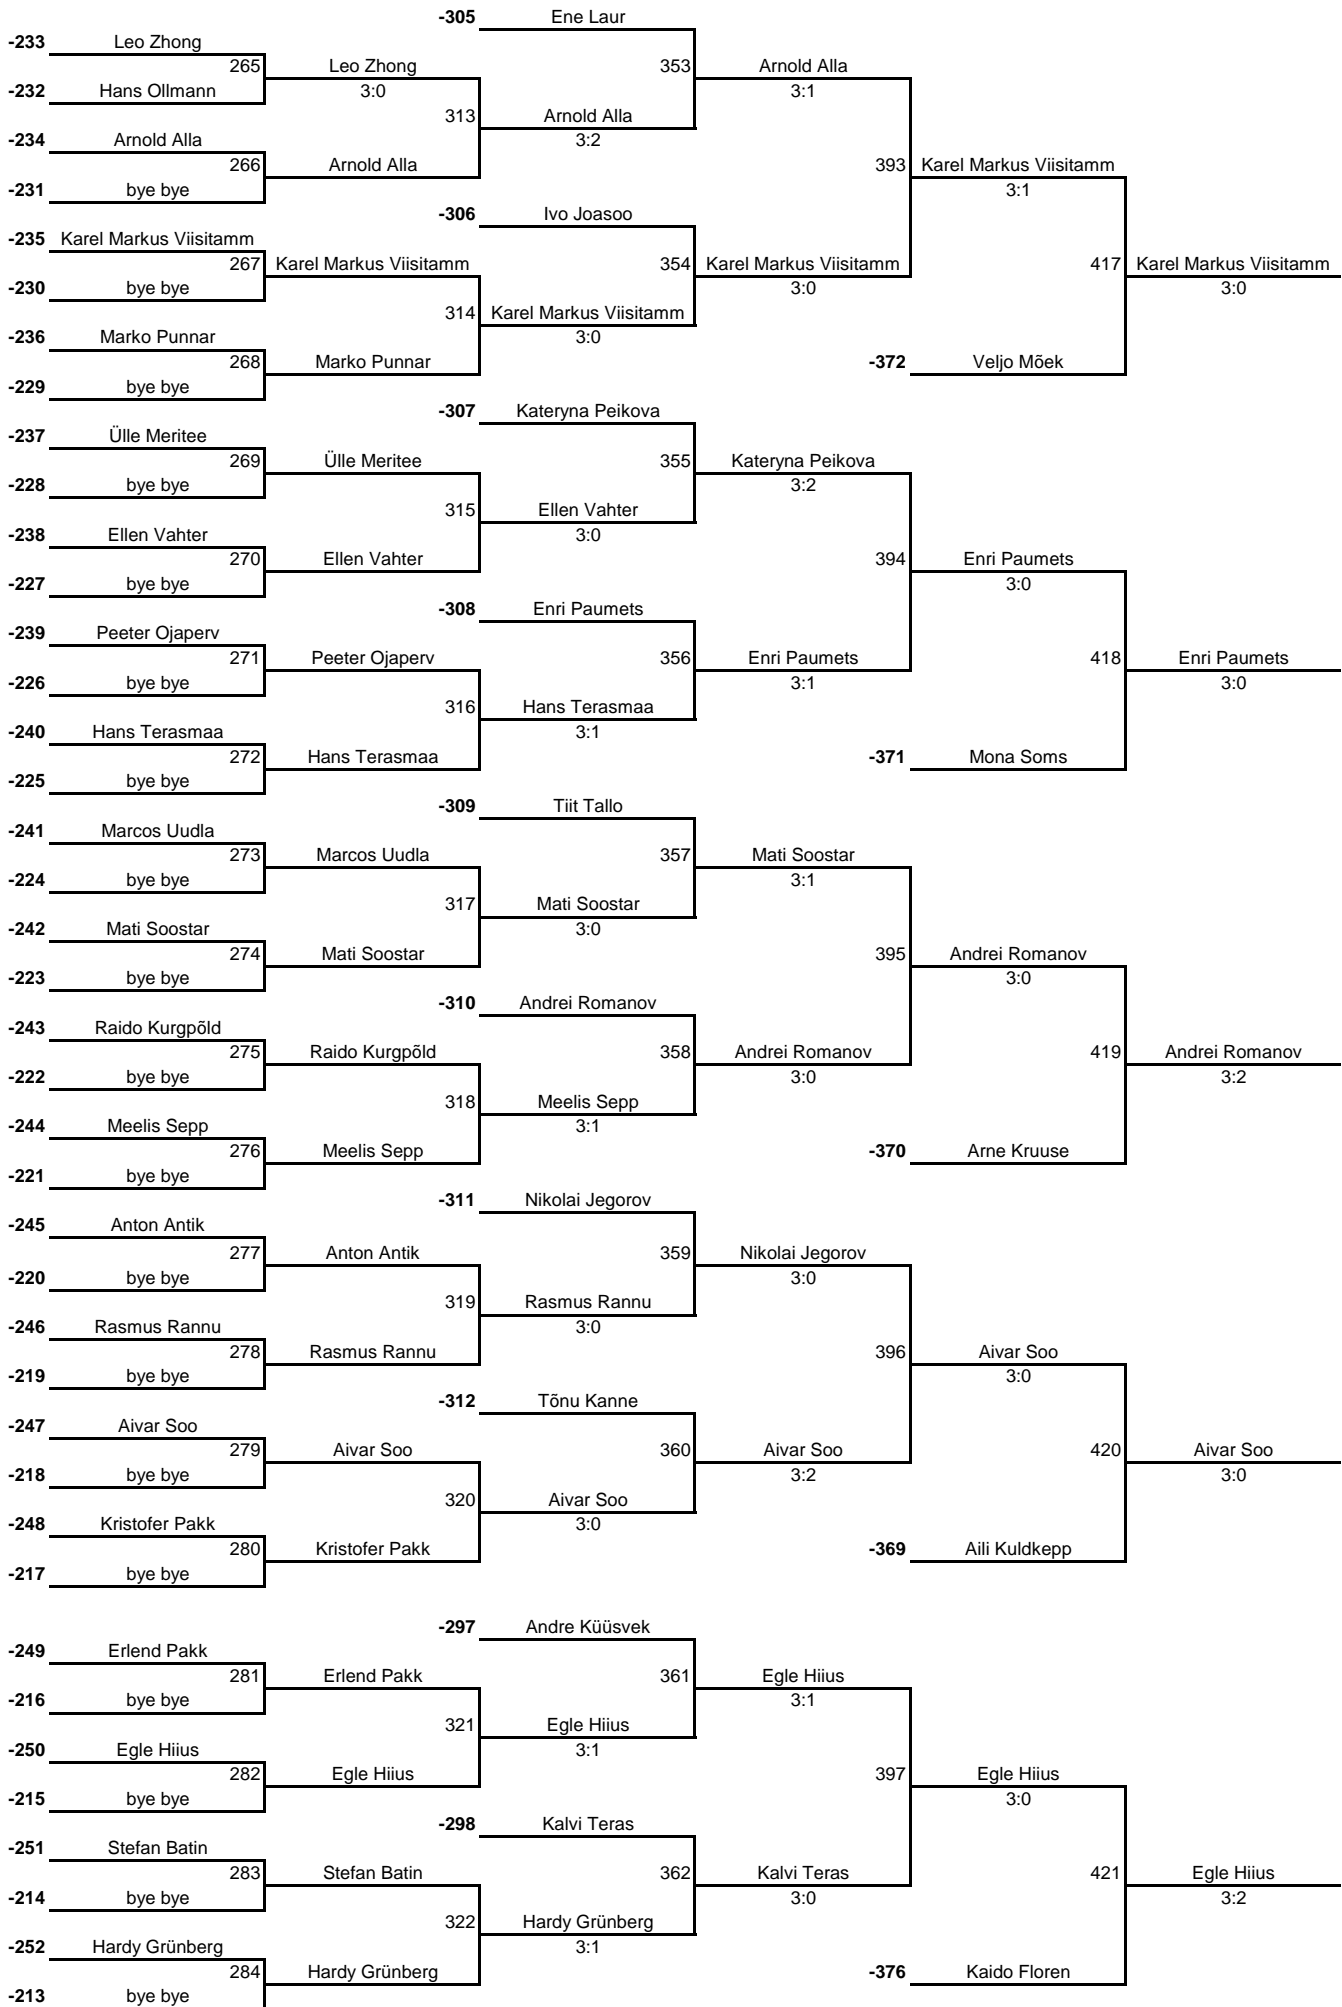 -305 Ene Laur
-233 Leo Zhong
265 Leo Zhong 353 Arnold Alla
-232 Hans Ollmann 3:0 3:1
313 Arnold Alla
-234 Arnold Alla 3:2
266 Arnold Alla 393 Karel Markus Viisitamm
-231 bye bye 3:1
-306 Ivo Joasoo
-235 Karel Markus Viisitamm
267 Karel Markus Viisitamm 354 Karel Markus Viisitamm 417 Karel Markus Viisitamm
-230 bye bye 3:0 3:0
314 Karel Markus Viisitamm
-236 Marko Punnar 3:0
268 Marko Punnar -372 Veljo Mõek
-229 bye bye
-307 Kateryna Peikova
-237 Ülle Meritee
269 Ülle Meritee 355 Kateryna Peikova
-228 bye bye 3:2
315 Ellen Vahter
-238 Ellen Vahter 3:0
270 Ellen Vahter 394 Enri Paumets
-227 bye bye 3:0
-308 Enri Paumets
-239 Peeter Ojaperv
271 Peeter Ojaperv 356 Enri Paumets 418 Enri Paumets
-226 bye bye 3:1 3:0
316 Hans Terasmaa
-240 Hans Terasmaa 3:1
272 Hans Terasmaa -371 Mona Soms
-225 bye bye
-309 Tiit Tallo
-241 Marcos Uudla
273 Marcos Uudla 357 Mati Soostar
-224 bye bye 3:1
317 Mati Soostar
-242 Mati Soostar 3:0
274 Mati Soostar 395 Andrei Romanov
-223 bye bye 3:0
-310 Andrei Romanov
-243 Raido Kurgpõld
275 Raido Kurgpõld 358 Andrei Romanov 419 Andrei Romanov
-222 bye bye 3:0 3:2
318 Meelis Sepp
-244 Meelis Sepp 3:1
276 Meelis Sepp -370 Arne Kruuse
-221 bye bye
-311 Nikolai Jegorov
-245 Anton Antik
277 Anton Antik 359 Nikolai Jegorov
-220 bye bye 3:0
319 Rasmus Rannu
-246 Rasmus Rannu 3:0
278 Rasmus Rannu 396 Aivar Soo
-219 bye bye 3:0
-312 Tõnu Kanne
-247 Aivar Soo
279 Aivar Soo 360 Aivar Soo 420 Aivar Soo
-218 bye bye 3:2 3:0
320 Aivar Soo
-248 Kristofer Pakk 3:0
280 Kristofer Pakk -369 Aili Kuldkepp
-217 bye bye
-297 Andre Küüsvek
-249 Erlend Pakk
281 Erlend Pakk 361 Egle Hiius
-216 bye bye 3:1
321 Egle Hiius
-250 Egle Hiius 3:1
282 Egle Hiius 397 Egle Hiius
-215 bye bye 3:0
-298 Kalvi Teras
-251 Stefan Batin
283 Stefan Batin 362 Kalvi Teras 421 Egle Hiius
-214 bye bye 3:0 3:2
322 Hardy Grünberg
-252 Hardy Grünberg 3:1
284 Hardy Grünberg -376 Kaido Floren
-213 bye bye